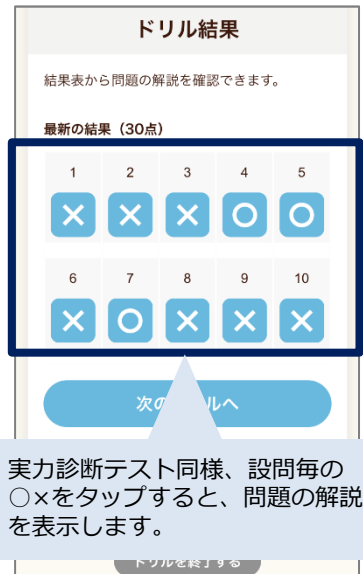 ドリル結果
結果表から問題の解説を確認できます。
最新の結果（30点）
1 2 3 4 5
× × × ○ ○
6 7 8 9 10
× ○ × × ×
次の ルへ
実力診断テスト同様、設問毎の
○×をタップすると、問題の解説
を表示します。
ドリルを終了する